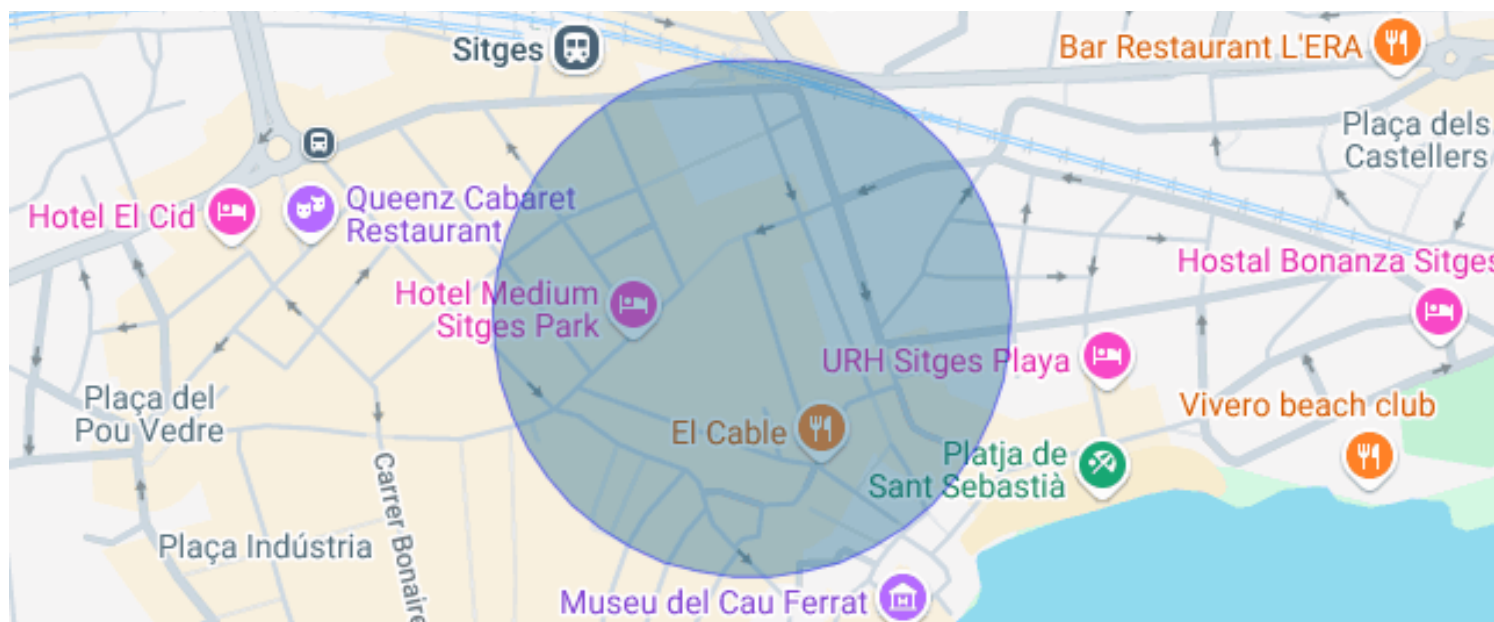 Sitges
Bar Restaurant L'ERA
Plaça dels
Castellers
Hotel El Cid
Queenz Cabaret
Restaurant
Hostal Bonanza Sitges
Hotel Medium
Sitges Park
URH Sitges Playa
Plaça del
Pou Vedre
Vivero beach club
El Cable
Platja de
Sant Sebastià
Carrer Bonaire
Plaça Indústria
Museu del Cau Ferrat